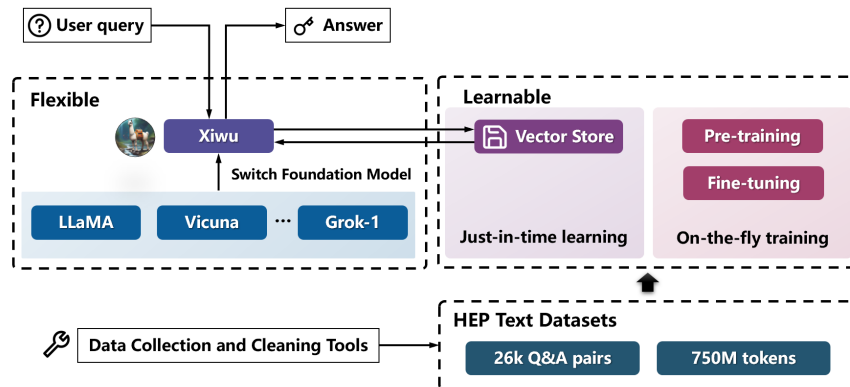 User query
Answer
Flexible
Learnable
Xiwu
Vector Store
Pre-training
Switch Foundation Model
Fine-tuning
LLaMA
Vicuna
...
Grok-1
Just-in-time learning
On-the-fly training
HEP Text Datasets
Data Collection and Cleaning Tools
26k Q&A pairs
750M tokens